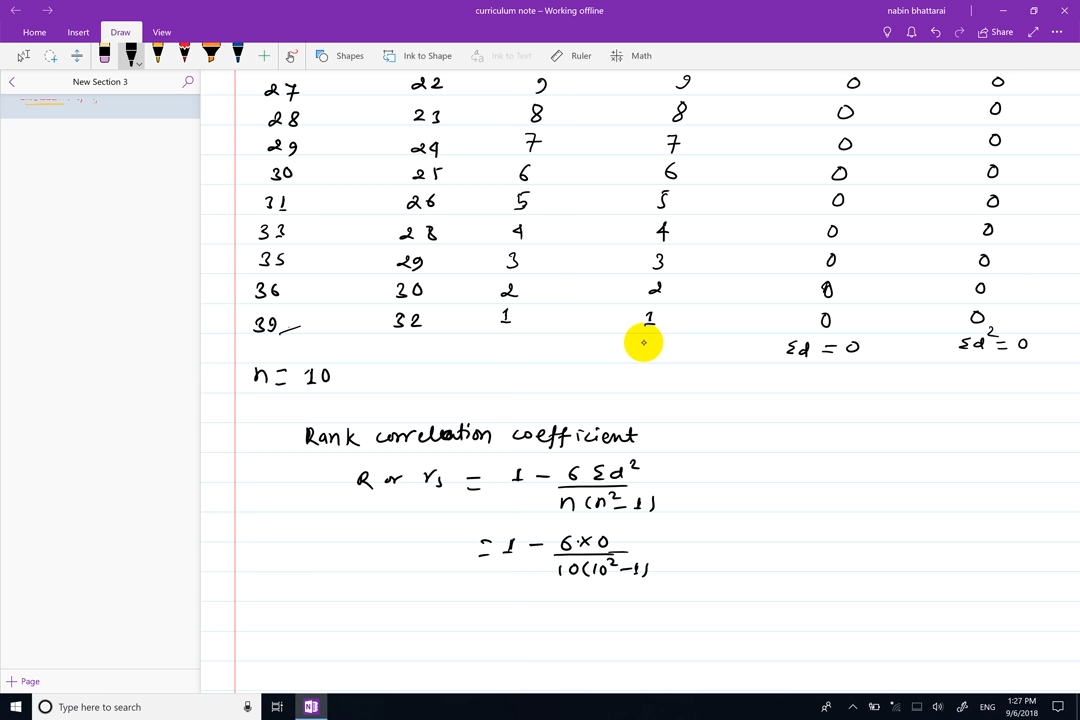 curriculum note – Working offline
nabin bhattarai
Home Insert Draw View
Share
Shapes Ink to Shape Ink to Text Ruler Math
New Section 3
27 22 9 9 0 0
28 23 8 8 0 0
29 24 7 7 0 0
30 25 6 6 0 0
31 26 5 5 0 0
33 28 4 4 0 0
35 29 3 3 0 0
36 30 2 2 0 0
39 32 1 1 0 0
Σd = 0 Σd² = 0
n = 10
Rank correlation coefficient
R or rs = 1 - 6 Σd² / n (n² - 1)
= 1 - 6×0 / 10(10² - 1)
+ Page
Type here to search
ENG
1:27 PM
9/6/2018